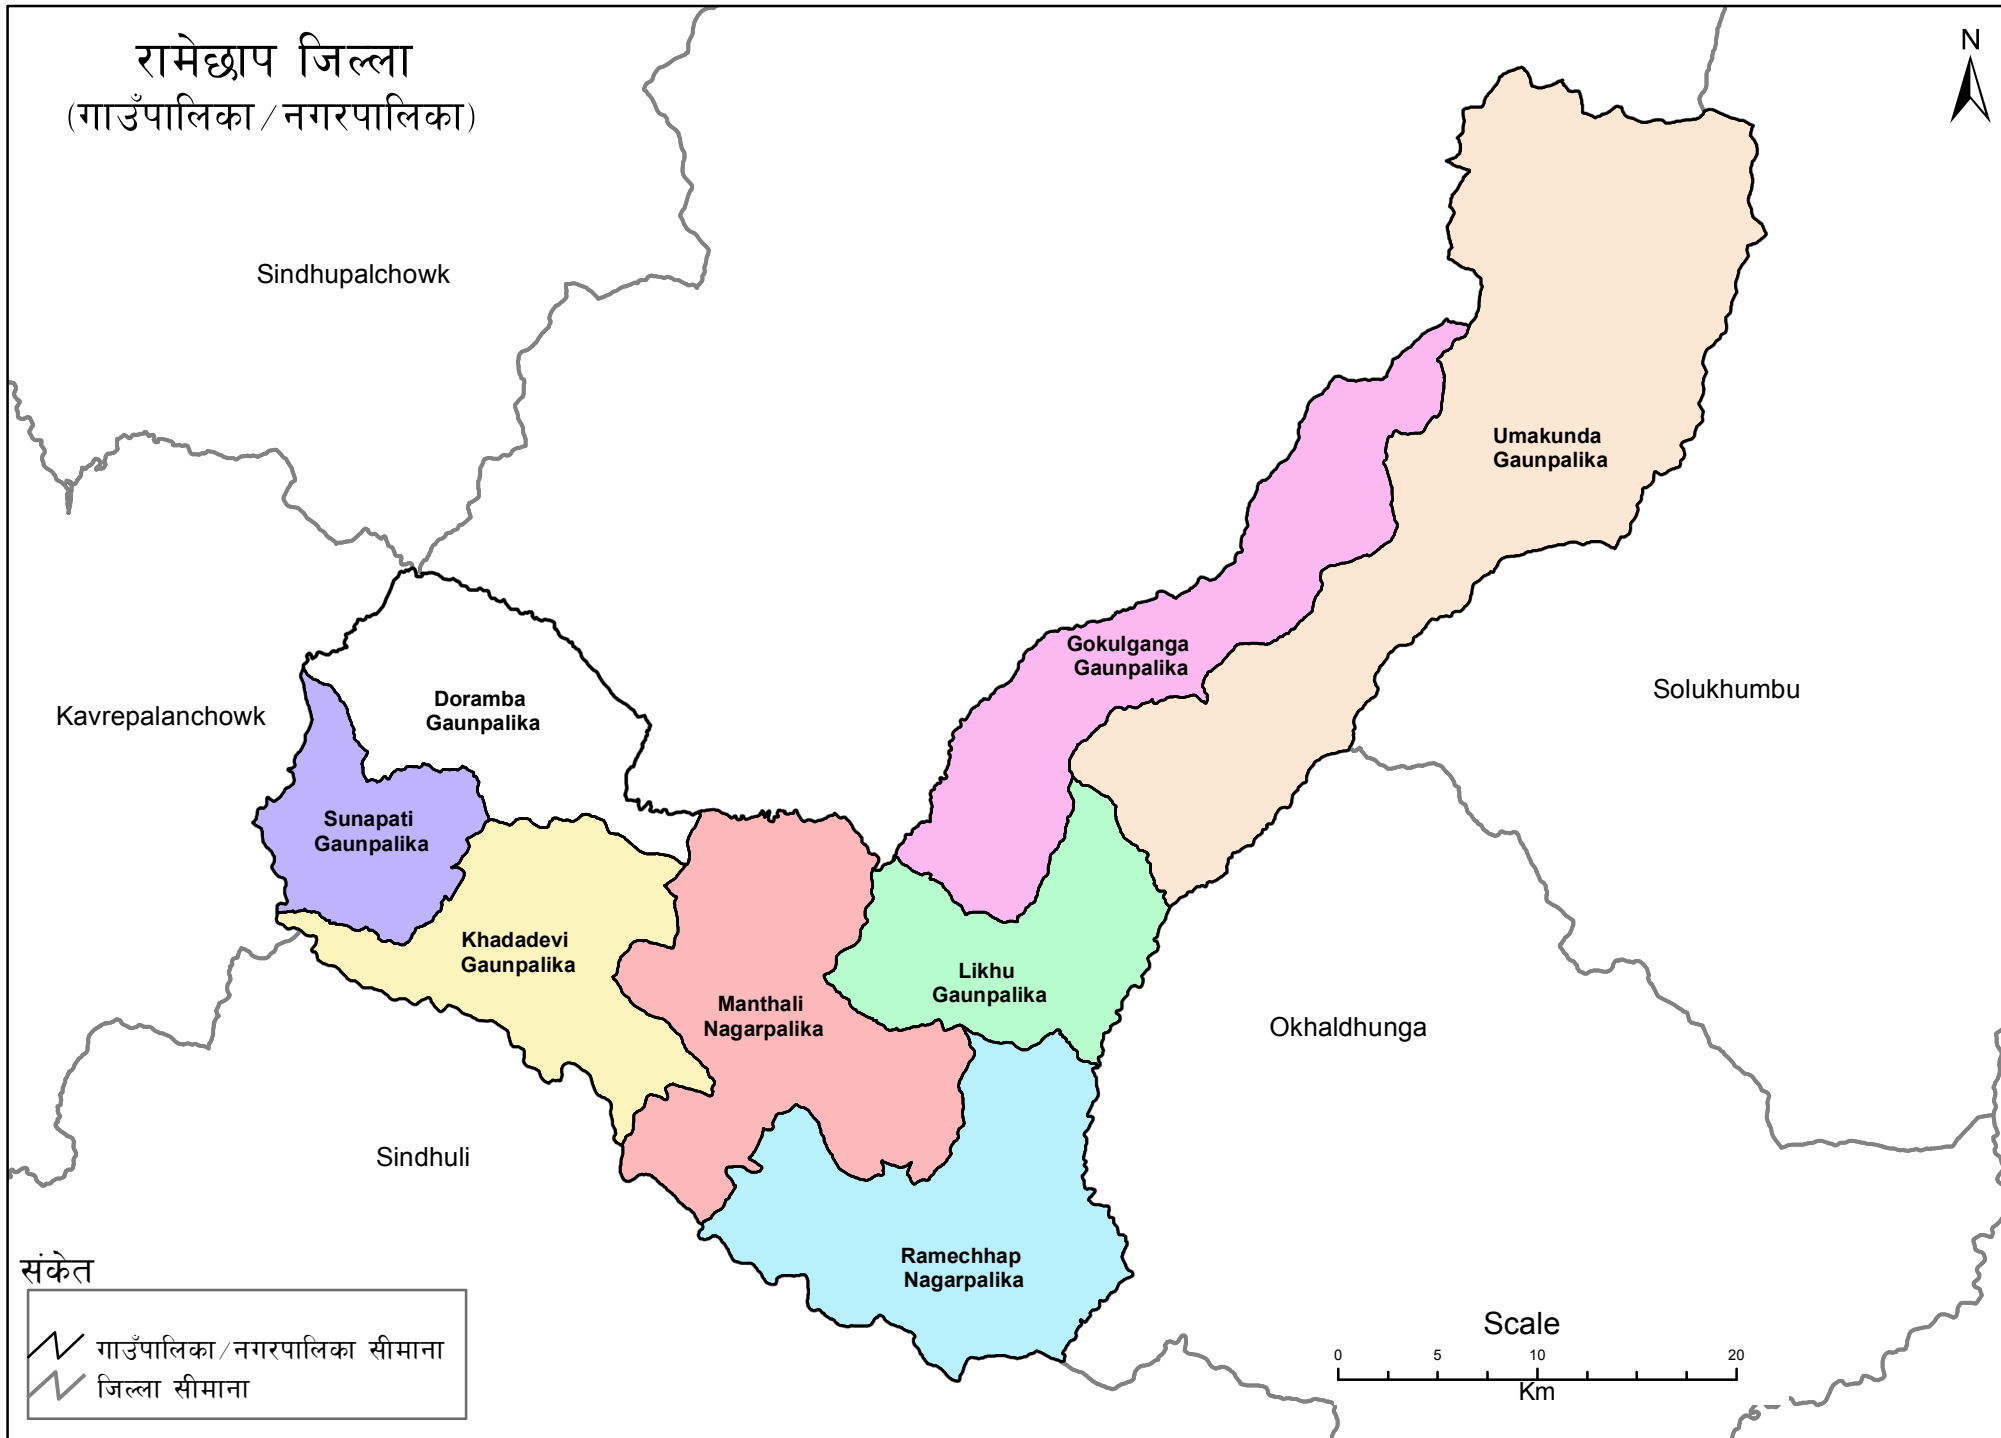 रामेछाप जिल्ला
(गाउँपालिका/नगरपालिका)
N
Sindhupalchowk
Umakunda
Gaunpalika
Gokulganga
Gaunpalika
Solukhumbu
Doramba
Gaunpalika
Kavrepalanchowk
Sunapati
Gaunpalika
Khadadevi
Gaunpalika
Likhu
Gaunpalika
Manthali
Nagarpalika
Okhaldhunga
Sindhuli
Ramechhap
Nagarpalika
संकेत
गाउँपालिका/नगरपालिका सीमाना
जिल्ला सीमाना
Scale
0 5 10 20
Km